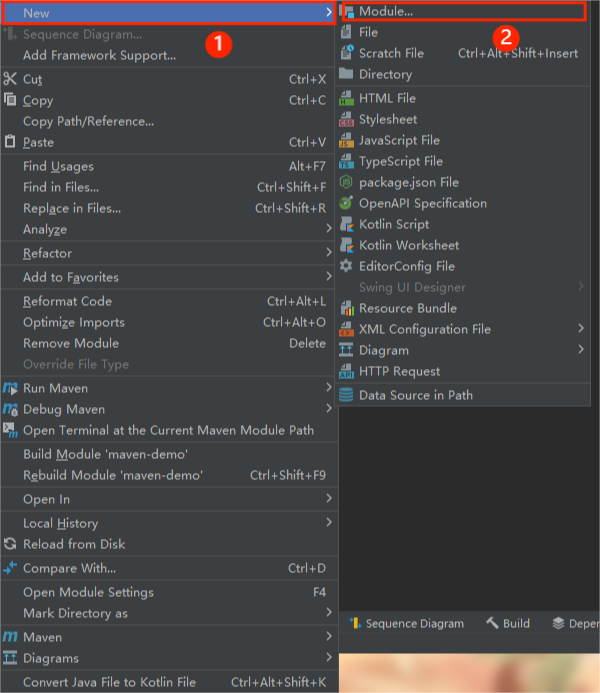 New
1
Sequence Diagram...
Add Framework Support...
Cut Ctrl+X
Copy Ctrl+C
Copy Path/Reference...
Paste Ctrl+V
Find Usages Alt+F7
Find in Files... Ctrl+Shift+F
Replace in Files... Ctrl+Shift+R
Analyze
Refactor
Add to Favorites
Reformat Code Ctrl+Alt+L
Optimize Imports Ctrl+Alt+O
Remove Module Delete
Override File Type
Run Maven
Debug Maven
Open Terminal at the Current Maven Module Path
Build Module 'maven-demo'
Rebuild Module 'maven-demo' Ctrl+Shift+F9
Open In
Local History
Reload from Disk
Compare With... Ctrl+D
Open Module Settings F4
Mark Directory as
Maven
Diagrams
Convert Java File to Kotlin File Ctrl+Alt+Shift+K
Module...
2
File
Scratch File Ctrl+Alt+Shift+Insert
Directory
HTML File
Stylesheet
JavaScript File
TypeScript File
package.json File
OpenAPI Specification
Kotlin Script
Kotlin Worksheet
EditorConfig File
Swing UI Designer
Resource Bundle
XML Configuration File
Diagram
HTTP Request
Data Source in Path
Sequence Diagram Build Depen